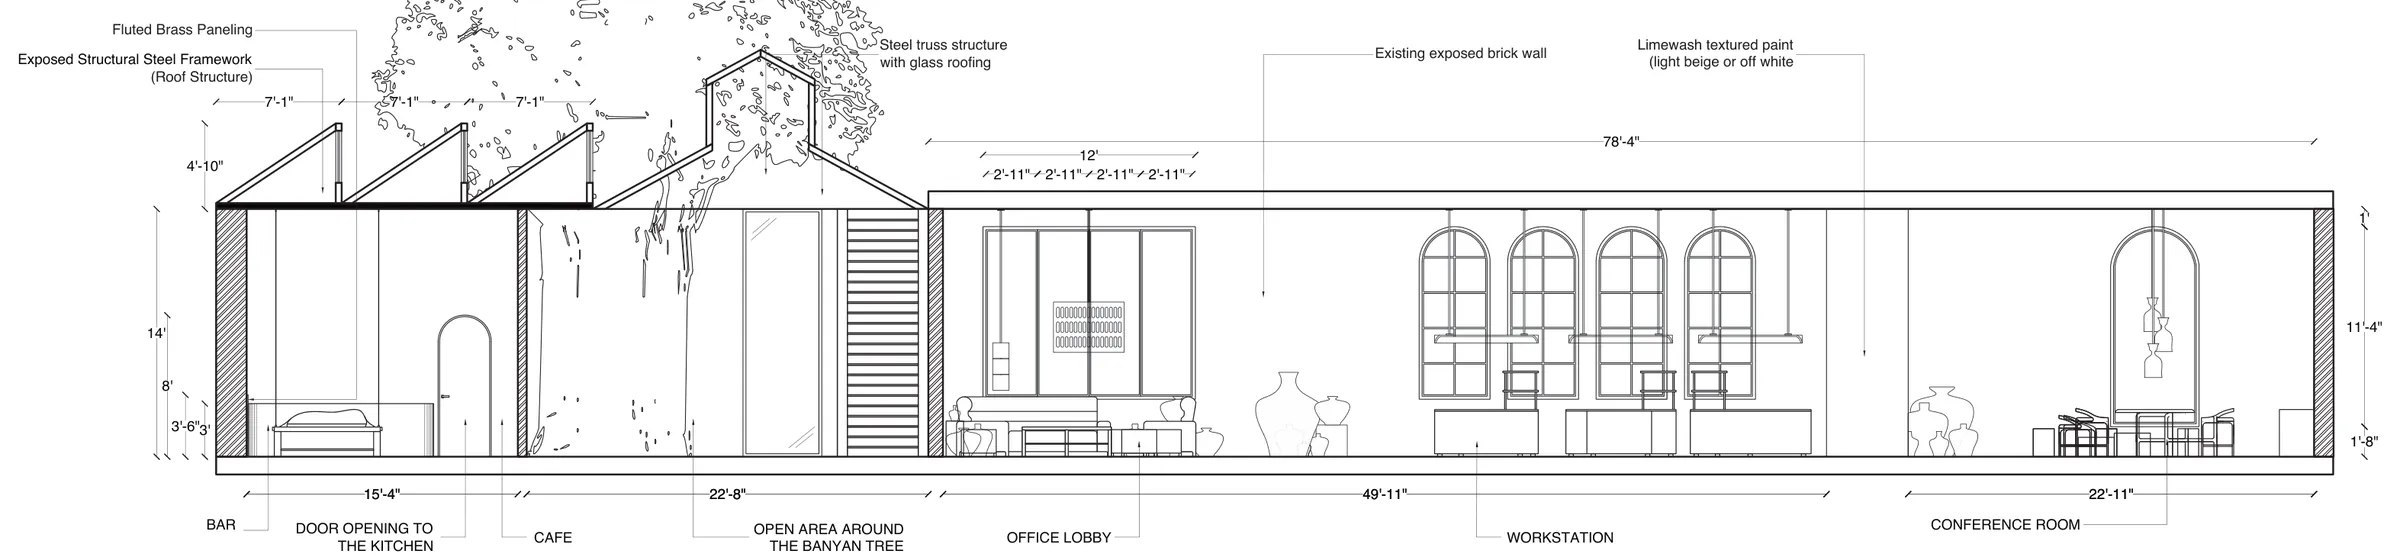 Fluted Brass Paneling
Exposed Structural Steel Framework
(Roof Structure)
Steel truss structure
with glass roofing
Existing exposed brick wall
Limewash textured paint
(light beige or off white
7'-1"
7'-1"
7'-1"
4'-10"
78'-4"
12'
2'-11"
2'-11"
2'-11"
2'-11"
14'
8'
3'-6"
3'
1'
11'-4"
1'-8"
15'-4"
22'-8"
49'-11"
22'-11"
BAR
DOOR OPENING TO
THE KITCHEN
CAFE
OPEN AREA AROUND
THE BANYAN TREE
OFFICE LOBBY
WORKSTATION
CONFERENCE ROOM